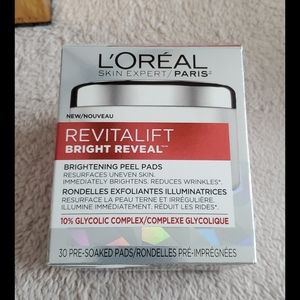 L'ORÉAL
SKIN EXPERT/PARIS
NEW/NOUVEAU
REVITALIFT
BRIGHT REVEAL™
BRIGHTENING PEEL PADS
RESURFACES UNEVEN SKIN.
IMMEDIATELY BRIGHTENS. REDUCES WRINKLES*.
RONDELLES EXFOLIANTES ILLUMINATRICES
RESURFACE LA PEAU TERNE ET IRRÉGULIÈRE.
ILLUMINE IMMÉDIATEMENT. RÉDUIT LES RIDES*.
10% GLYCOLIC COMPLEX/COMPLEXE GLYCOLIQUE
30 PRE-SOAKED PADS/RONDELLES PRÉ-IMPRÉGNÉES